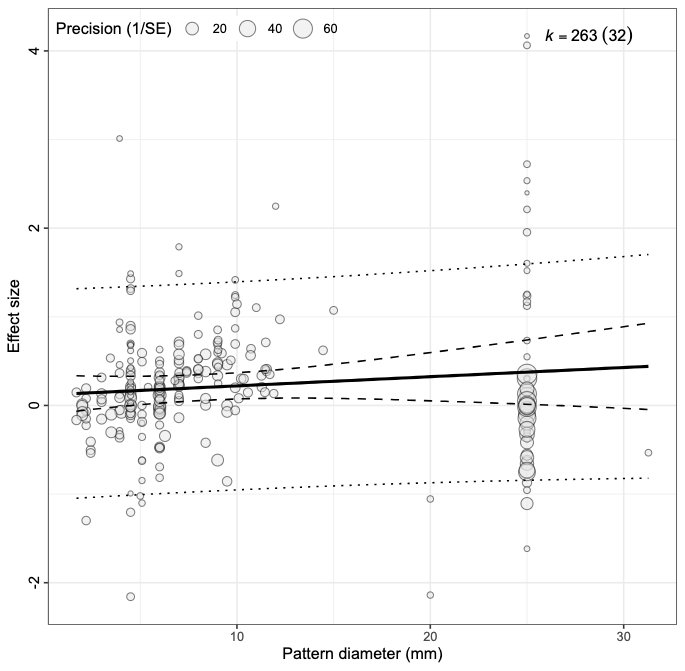 Precision (1/SE) 20 40 60
k = 263 (32)
4
2
0
-2
Effect size
10 20 30
Pattern diameter (mm)